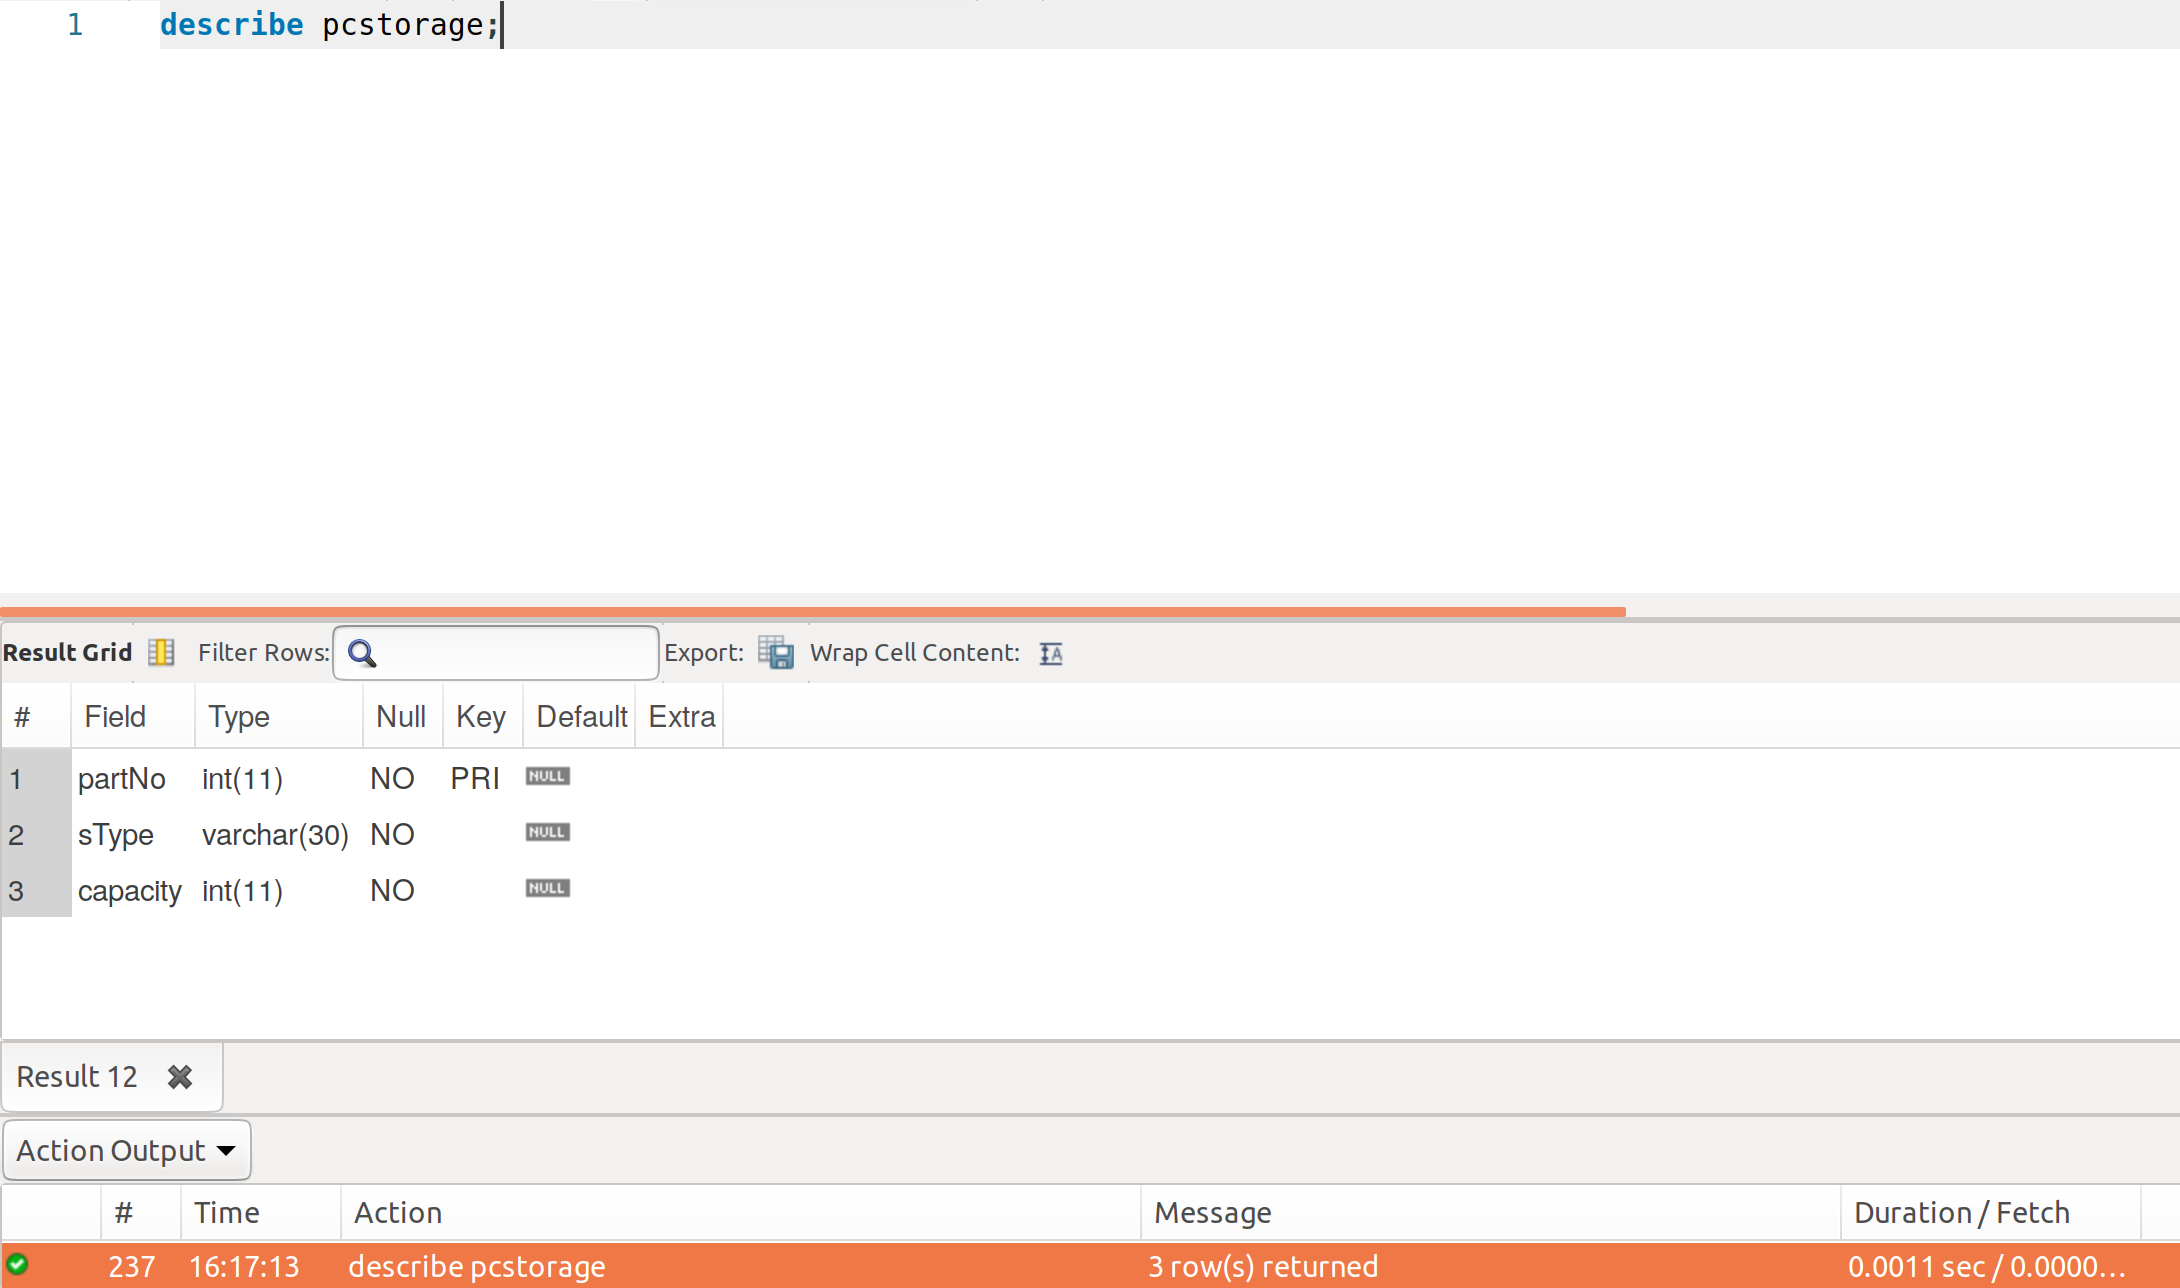 1 describe pcstorage;
Result Grid Filter Rows: Export: Wrap Cell Content: A
# Field Type Null Key Default Extra
1 partNo int(11) NO PRI NULL
2 sType varchar(30) NO NULL
3 capacity int(11) NO NULL
Result 12
Action Output
# Time Action Message Duration / Fetch
237 16:17:13 describe pcstorage 3 row(s) returned 0.0011 sec / 0.0000...